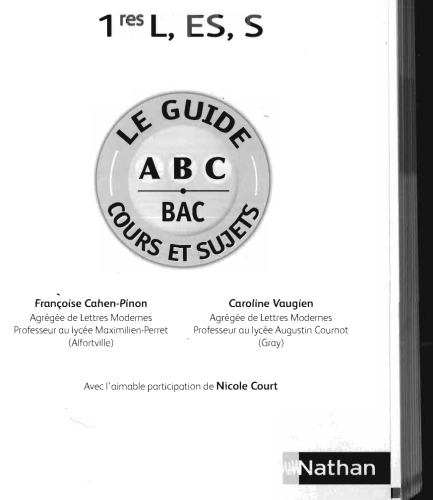 1res L, ES, S
LE GUIDE
ABC
BAC
COURS ET SUJETS
Françoise Cahen-Pinon
Agrégée de Lettres Modernes
Professeur au lycée Maximilien-Perret
(Alfortville)
Caroline Vaugien
Agrégée de Lettres Modernes
Professeur au lycée Augustin Cournot
(Gray)
Avec l'aimable participation de Nicole Court
Nathan